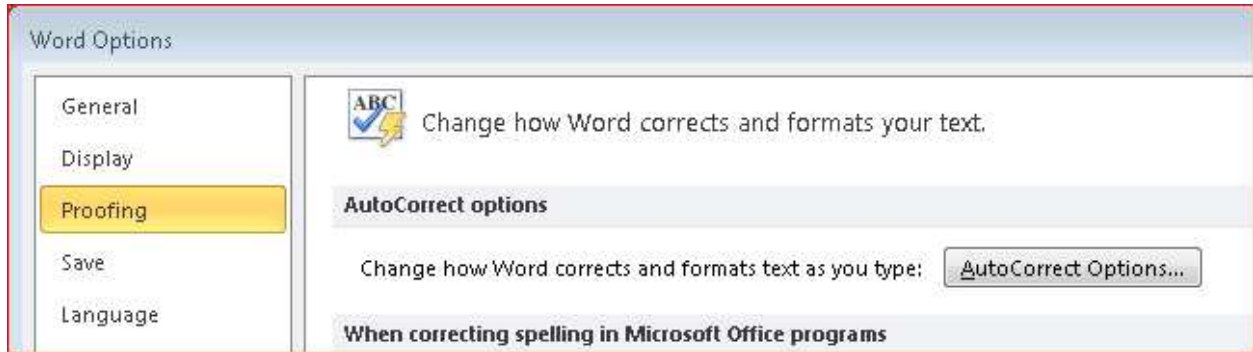 Word Options
General
Display
Proofing
Save
Language
ABC
Change how Word corrects and formats your text.
AutoCorrect options
Change how Word corrects and formats text as you type: AutoCorrect Options...
When correcting spelling in Microsoft Office programs